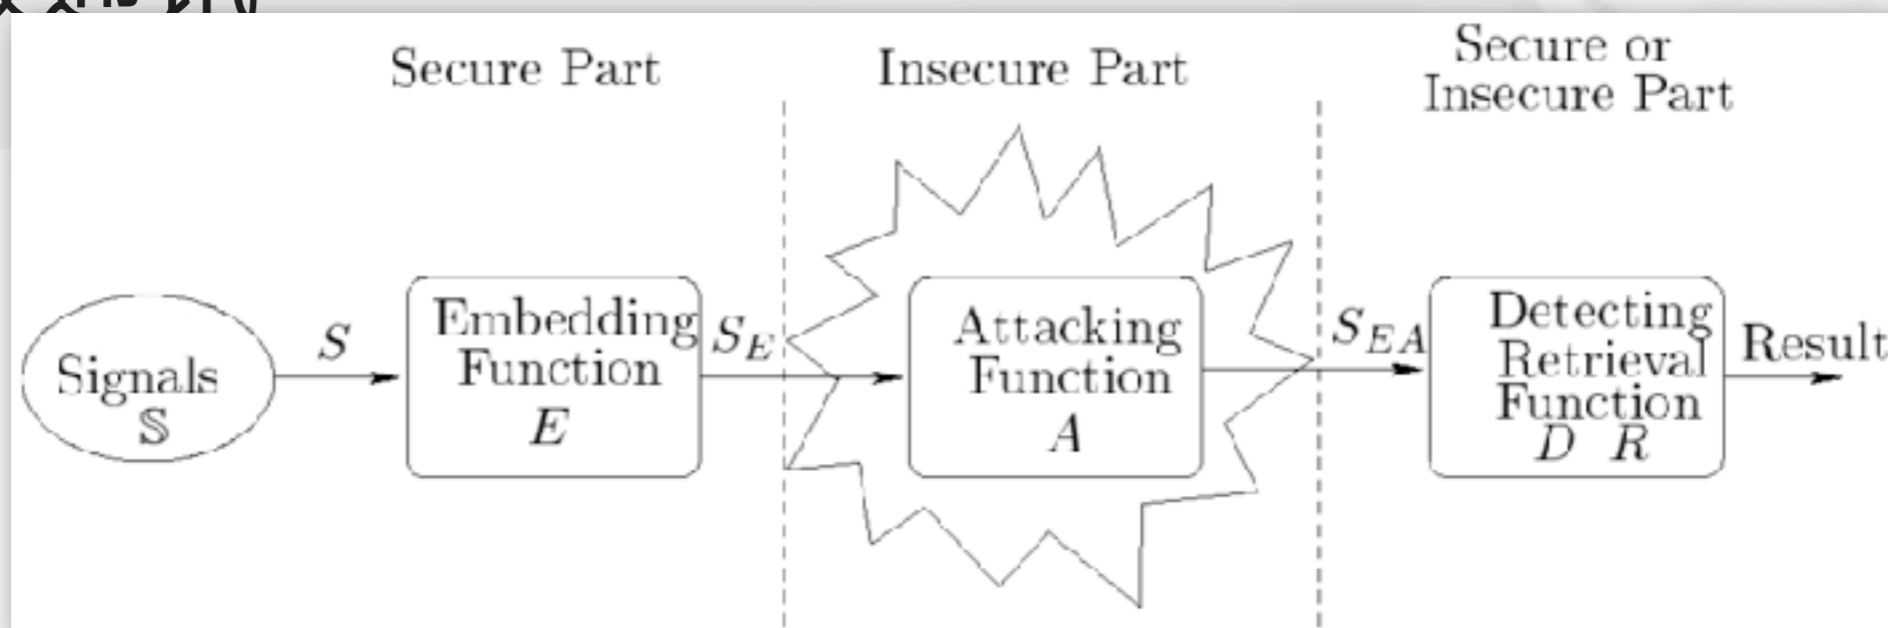 Secure Part
Insecure Part
Secure or
Insecure Part
Signals
𝕊
S
Embedding
Function
E
S_E
Attacking
Function
A
S_EA
Detecting
Retrieval
Function
D R
Result